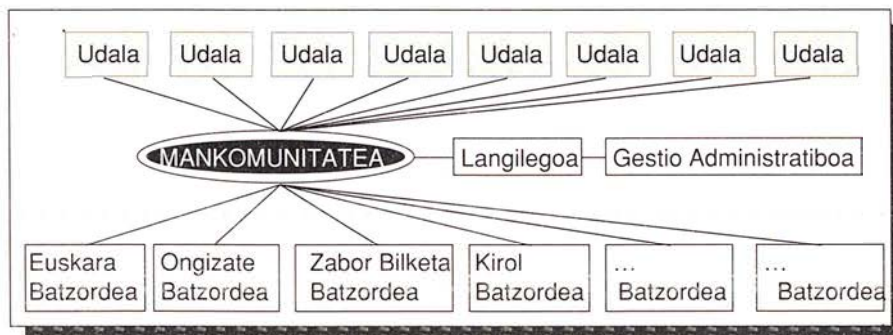 Udala Udala Udala Udala Udala Udala Udala Udala
MANKOMUNITATEA Langilegoa Gestio Administratiboa
Euskara Ongizate Zabor Bilketa Kirol ... ...
Batzordea Batzordea Batzordea Batzordea Batzordea Batzordea